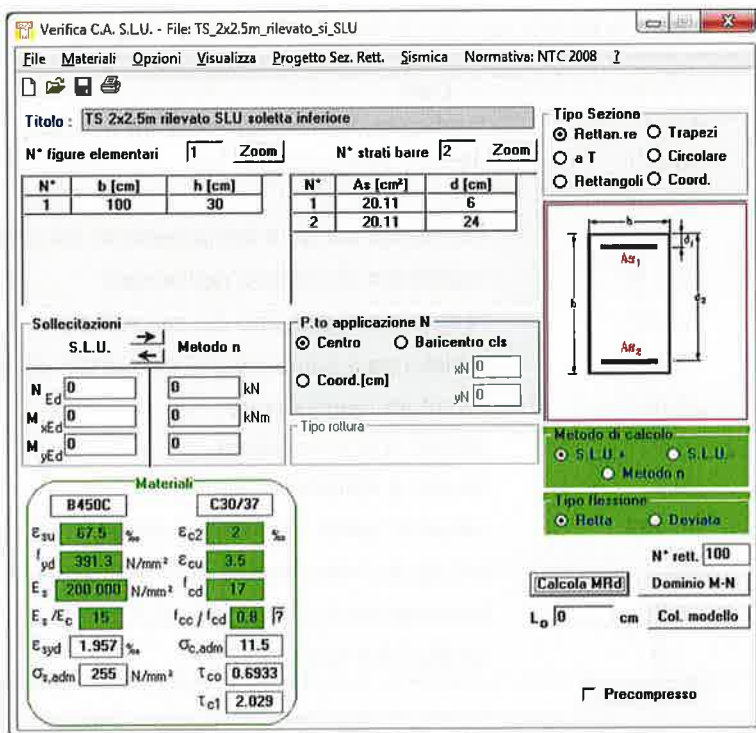 Verifica C.A. S.L.U. - File: TS_2x2.5m_rilevato_si_SLU
File Materiali Opzioni Visualizza Progetto Sez. Rett. Sismica Normativa: NTC 2008 ?
Titolo : TS 2x2.5m rilevato SLU soletta inferiore
N° figure elementari 1 Zoom
N° strati barre 2 Zoom
N° b [cm] h [cm]
1 100 30
N° As [cm²] d [cm]
1 20.11 6
2 20.11 24
Tipo Sezione
Rettan.re Trapezi
a T Circolare
Rettangoli Coord.
b
h
As1
As2
d1
d2
Sollecitazioni
S.L.U. Metodo n
N Ed 0 0 kN
M xEd 0 0 kNm
M yEd 0 0
P.to applicazione N
Centro Baricentro cls
Coord.[cm]
xN 0
yN 0
Tipo rottura
Metodo di calcolo
S.L.U.+ S.L.U.-
Metodo n
Tipo flessione
Retta Deviata
Materiali
B450C C30/37
εsu 67.5 ‰ εc2 2 ‰
fyd 391.3 N/mm² εcu 3.5
Es 200 000 N/mm² fcd 17
Es/Ec 15 fcc / fcd 0.8 ?
εsyd 1.957 ‰ σc,adm 11.5
σs,adm 255 N/mm² τco 0.6933
τc1 2.029
N° rett. 100
Calcola MRd Dominio M-N
Lo 0 cm Col. modello
Precompresso